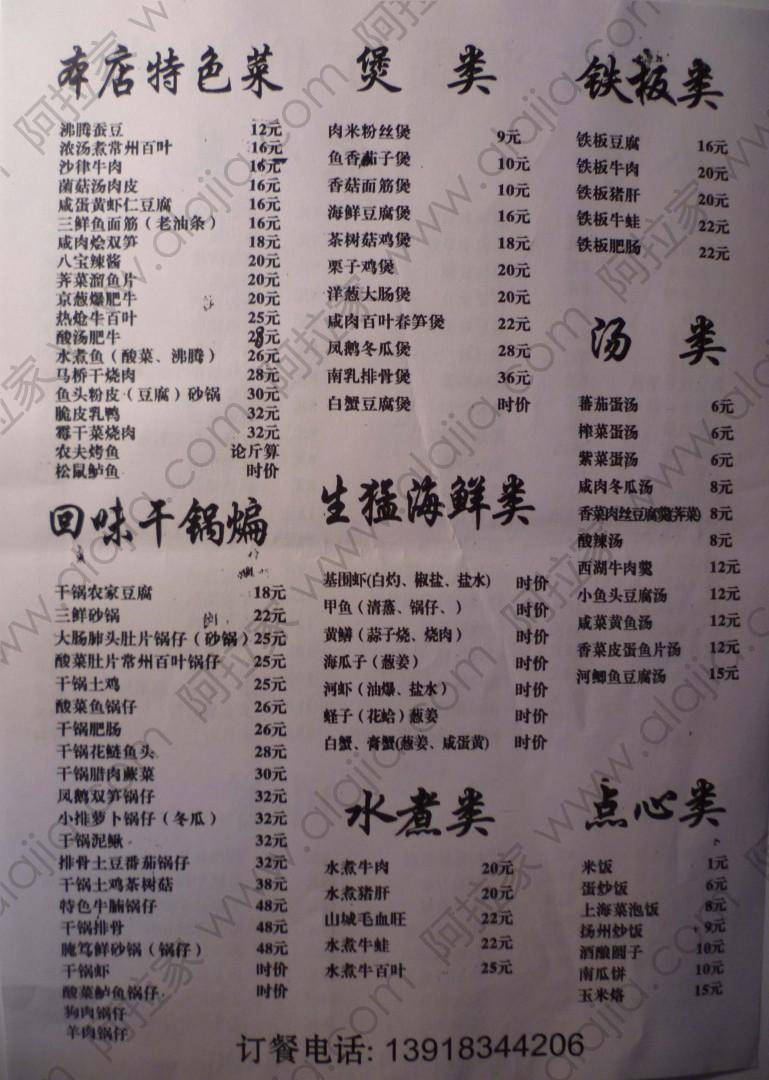 本店特色菜
沸腾蚕豆 12元
浓汤煮常州百叶 16元
沙律牛肉 16元
菌菇汤肉皮 16元
咸蛋黄虾仁豆腐 16元
三鲜鱼面筋（老油条） 16元
咸肉烩双笋 18元
八宝辣酱 20元
荠菜溜鱼片 20元
京葱爆肥牛 20元
热炝牛百叶 25元
酸汤肥牛 28元
水煮鱼（酸菜、沸腾） 26元
马桥干烧肉 28元
鱼头粉皮（豆腐）砂锅 30元
脆皮乳鸭 32元
霉干菜烧肉 32元
农夫烤鱼 论斤算
松鼠鲈鱼 时价
回味干锅煸
干锅农家豆腐 18元
三鲜砂锅 22元
大肠肺头肚片锅仔（砂锅） 25元
酸菜肚片常州百叶锅仔 25元
干锅土鸡 25元
酸菜鱼锅仔 26元
干锅肥肠 26元
干锅花鲢鱼头 28元
干锅腊肉蕨菜 30元
凤鹅双笋锅仔 32元
小排萝卜锅仔（冬瓜） 32元
干锅泥鳅 32元
排骨土豆番茄锅仔 32元
干锅土鸡茶树菇 38元
特色牛腩锅仔 48元
干锅排骨 48元
腌笃鲜砂锅（锅仔） 48元
干锅虾 时价
酸菜鲈鱼锅仔 时价
狗肉锅仔
羊肉锅仔
煲类
肉米粉丝煲 9元
鱼香茄子煲 10元
香菇面筋煲 10元
海鲜豆腐煲 16元
茶树菇鸡煲 18元
栗子鸡煲 20元
洋葱大肠煲 20元
咸肉百叶春笋煲 22元
凤鹅冬瓜煲 28元
南乳排骨煲 36元
白蟹豆腐煲 时价
生猛海鲜类
基围虾(白灼、椒盐、盐水) 时价
甲鱼（清蒸、锅仔、） 时价
黄鳝（蒜子烧、烧肉） 时价
海瓜子（葱姜） 时价
河虾（油爆、盐水） 时价
蛏子（花蛤）葱姜 时价
白蟹、膏蟹(葱姜、咸蛋黄) 时价
水煮类
水煮牛肉 20元
水煮猪肝 20元
山城毛血旺 22元
水煮牛蛙 22元
水煮牛百叶 25元
铁板类
铁板豆腐 16元
铁板牛肉 20元
铁板猪肝 20元
铁板牛蛙 22元
铁板肥肠 22元
汤类
蕃茄蛋汤 6元
榨菜蛋汤 6元
紫菜蛋汤 6元
咸肉冬瓜汤 8元
香菜肉丝豆腐羹(荠菜) 8元
酸辣汤 8元
西湖牛肉羹 12元
小鱼头豆腐汤 12元
咸菜黄鱼汤 12元
香菜皮蛋鱼片汤 12元
河鲫鱼豆腐汤 15元
点心类
米饭 1元
蛋炒饭 6元
上海菜泡饭 8元
扬州炒饭 9元
酒酿圆子 10元
南瓜饼 10元
玉米烙 15元
订餐电话: 13918344206
阿拉家 www.alajia.com